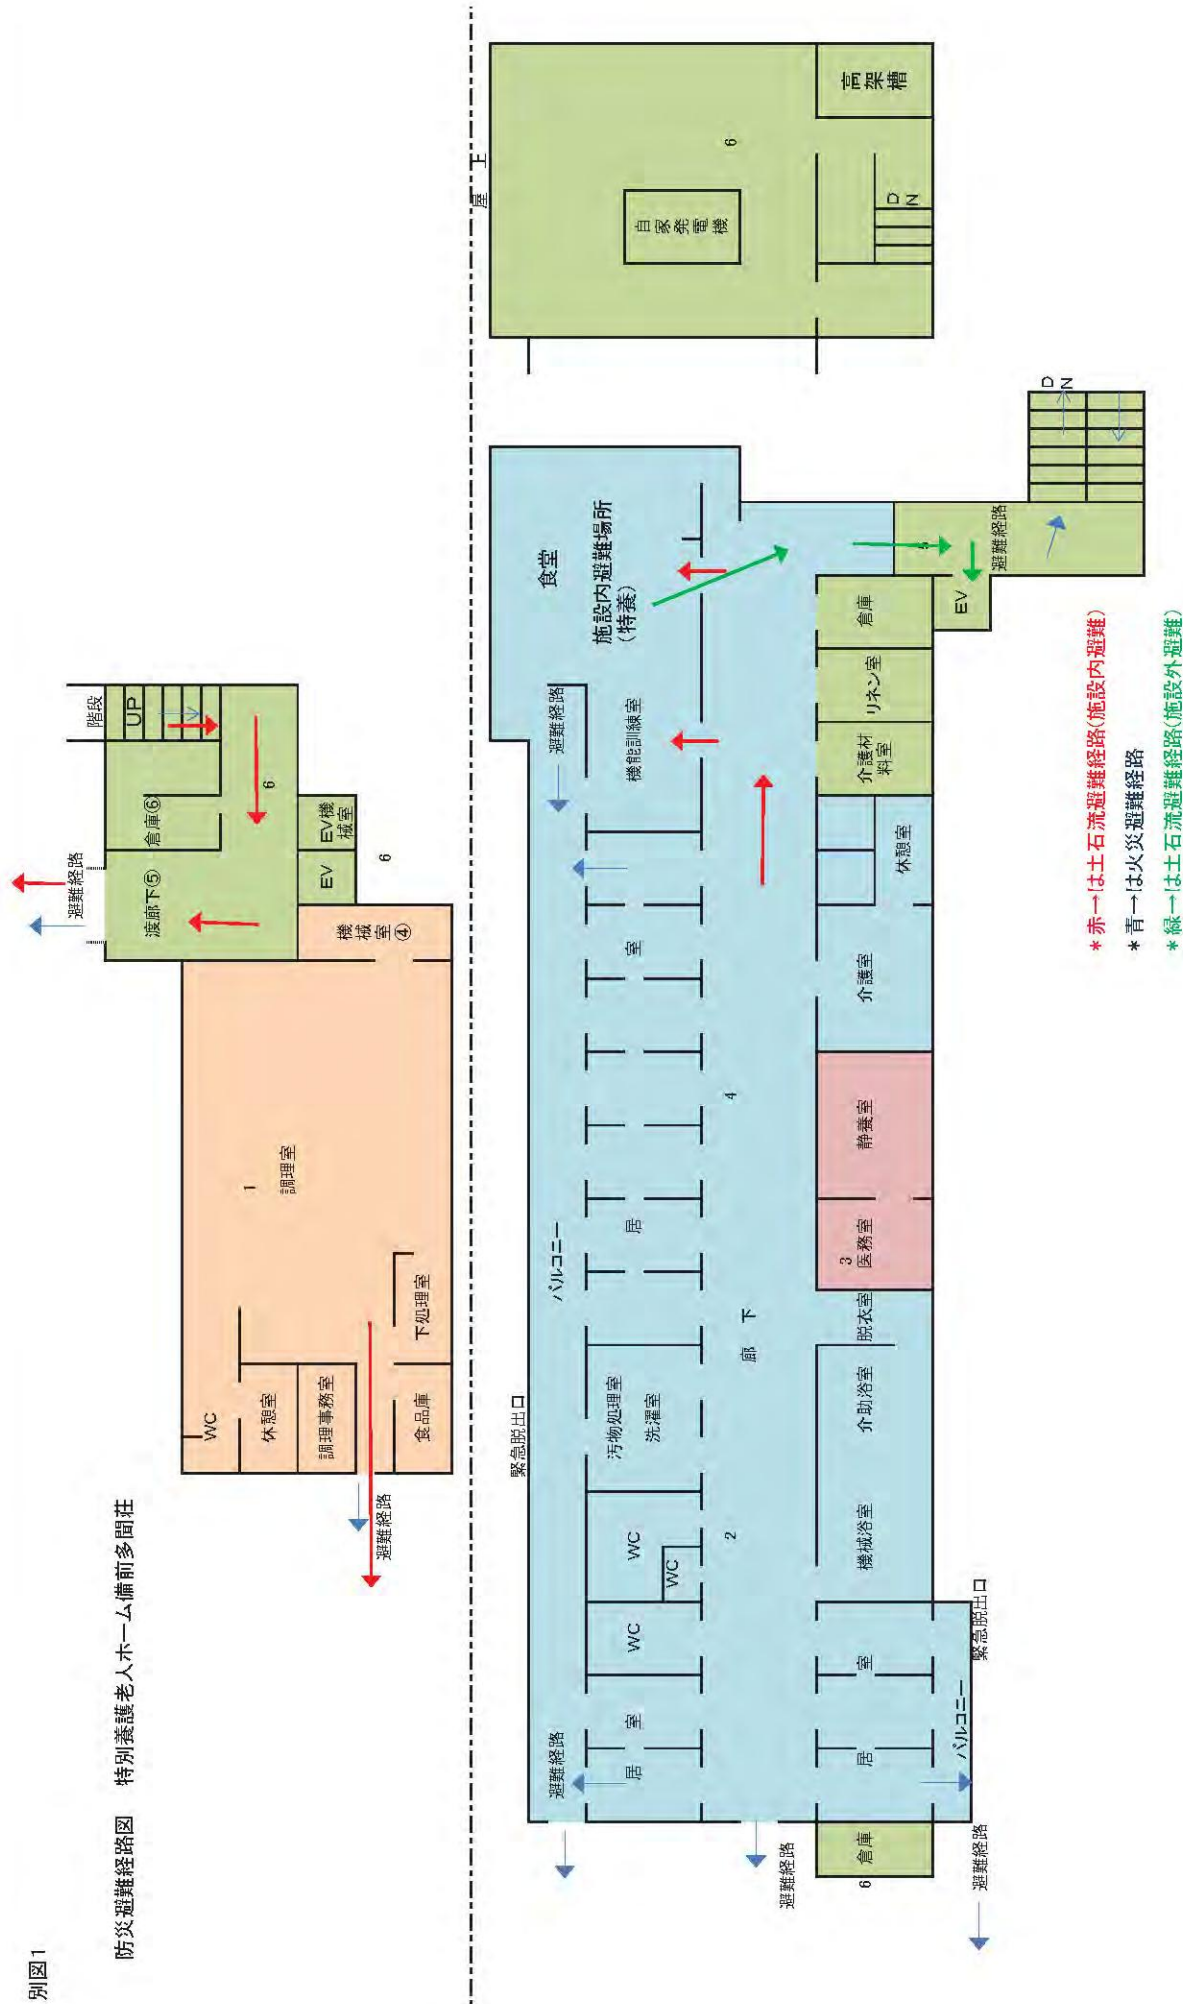 別図1
防災避難経路図 特別養護老人ホーム備前多聞荘
WC
休憩室
調理事務室
食品庫
下処理室
1
調理室
避難経路
機械室④
渡廊下⑤
倉庫⑥
避難経路
階段
UP
6
EV
EV機械室
6
屋上
自家発電機
6
高架槽
DN
緊急脱出口
バルコニー
避難経路
居室
WC
WC
WC
汚物処理室
洗濯室
居室
避難経路
機能訓練室
食堂
施設内避難場所
(特養)
避難経路
2
廊下
4
6
倉庫
居室
バルコニー
避難経路
緊急脱出口
機械浴室
介助浴室
脱衣室
3
医務室
静養室
介護室
休憩室
介護材料室
リネン室
倉庫
5
EV
避難経路
DN
*赤→は土石流避難経路(施設内避難)
*青→は火災避難経路
*緑→は土石流避難経路(施設外避難)